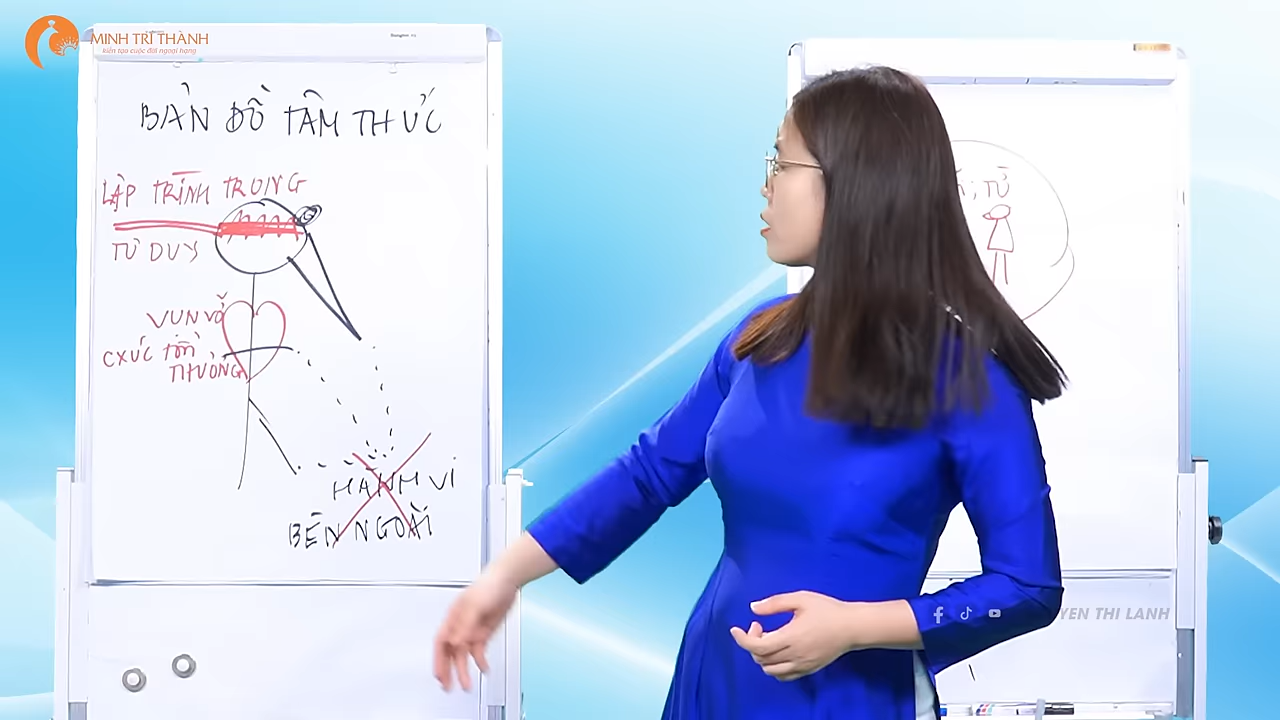 MINH TRÍ THÀNH
kiến tạo cuộc đời ngoại hạng
BẢN ĐỒ TÂM THỨC
LẬP TRÌNH TRONG
TƯ DUY
VỤN VỠ
CXÚC TỔN
THƯƠNG
HÀNH VI
BÊN NGOÀI
YEN THI LANH